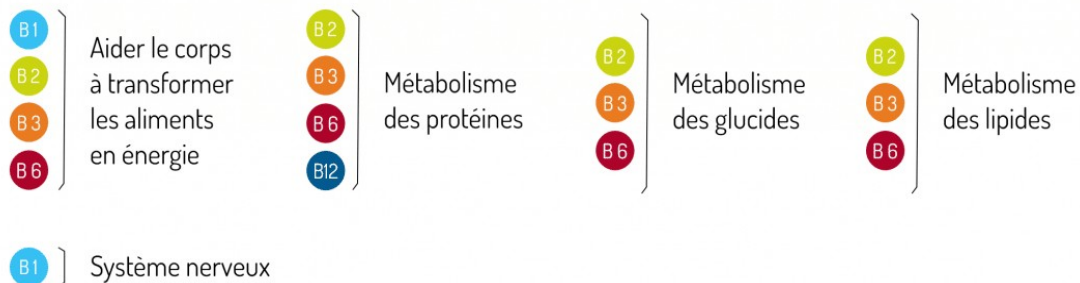 B1
B2
B3
B6
Aider le corps
à transformer
les aliments
en énergie
B2
B3
B6
B12
Métabolisme
des protéines
B2
B3
B6
Métabolisme
des glucides
B2
B3
B6
Métabolisme
des lipides
B1
Système nerveux